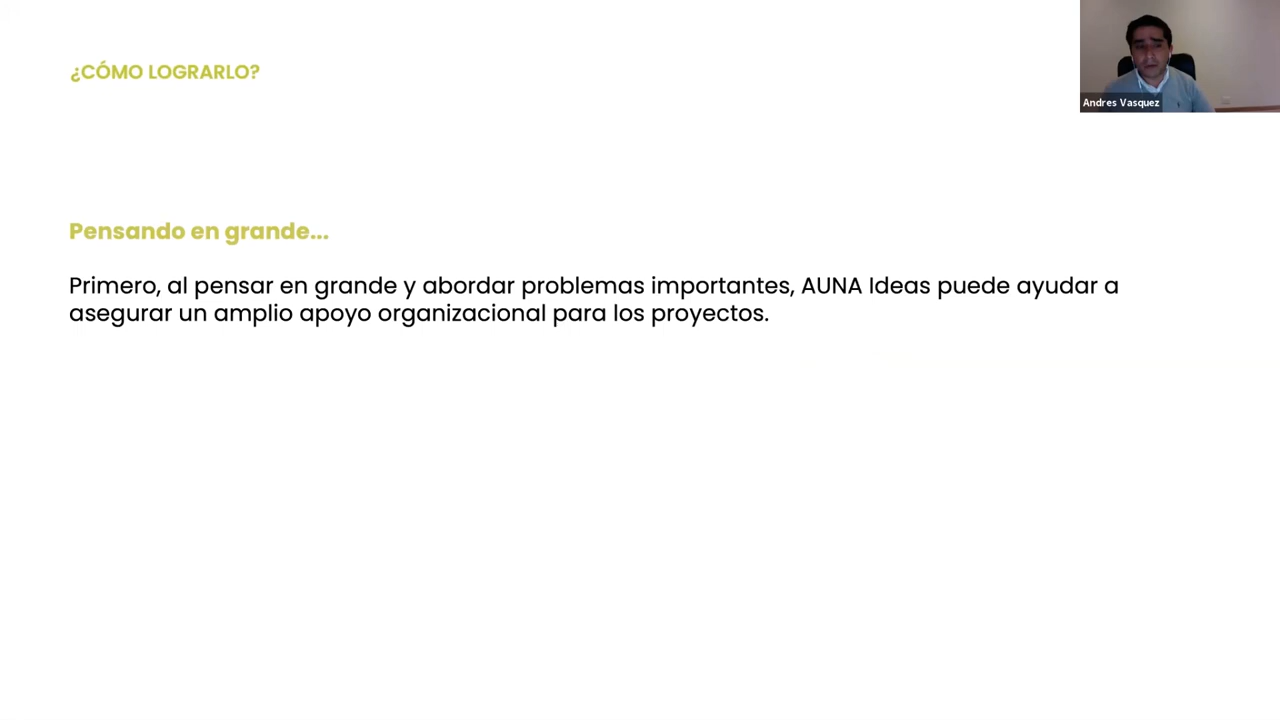 ¿CÓMO LOGRARLO?
Andres Vasquez
Pensando en grande...
Primero, al pensar en grande y abordar problemas importantes, AUNA Ideas puede ayudar a
asegurar un amplio apoyo organizacional para los proyectos.